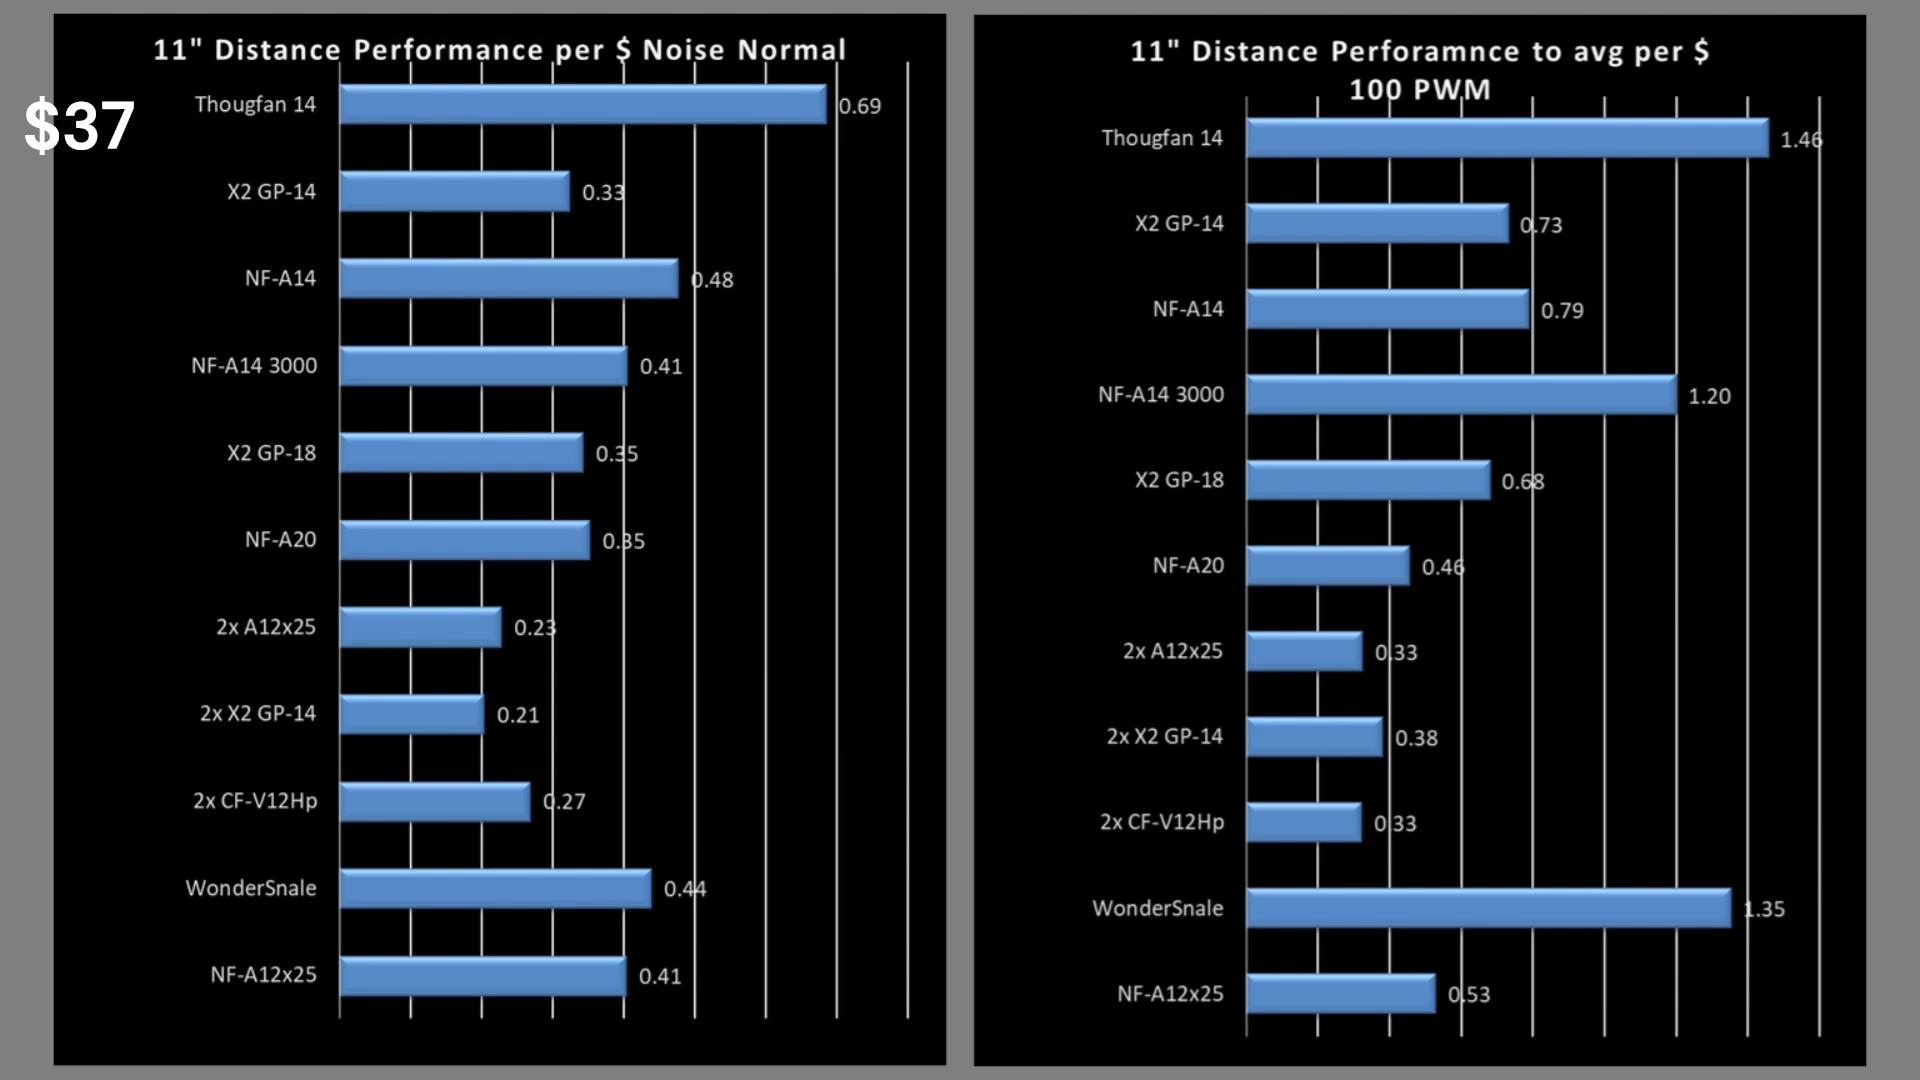 11" Distance Performance per $ Noise Normal
$37
Thougfan 14 0.69
X2 GP-14 0.33
NF-A14 0.48
NF-A14 3000 0.41
X2 GP-18 0.35
NF-A20 0.35
2x A12x25 0.23
2x X2 GP-14 0.21
2x CF-V12Hp 0.27
WonderSnale 0.44
NF-A12x25 0.41
11" Distance Perforamnce to avg per $
100 PWM
Thougfan 14 1.46
X2 GP-14 0.73
NF-A14 0.79
NF-A14 3000 1.20
X2 GP-18 0.68
NF-A20 0.46
2x A12x25 0.33
2x X2 GP-14 0.38
2x CF-V12Hp 0.33
WonderSnale 1.35
NF-A12x25 0.53